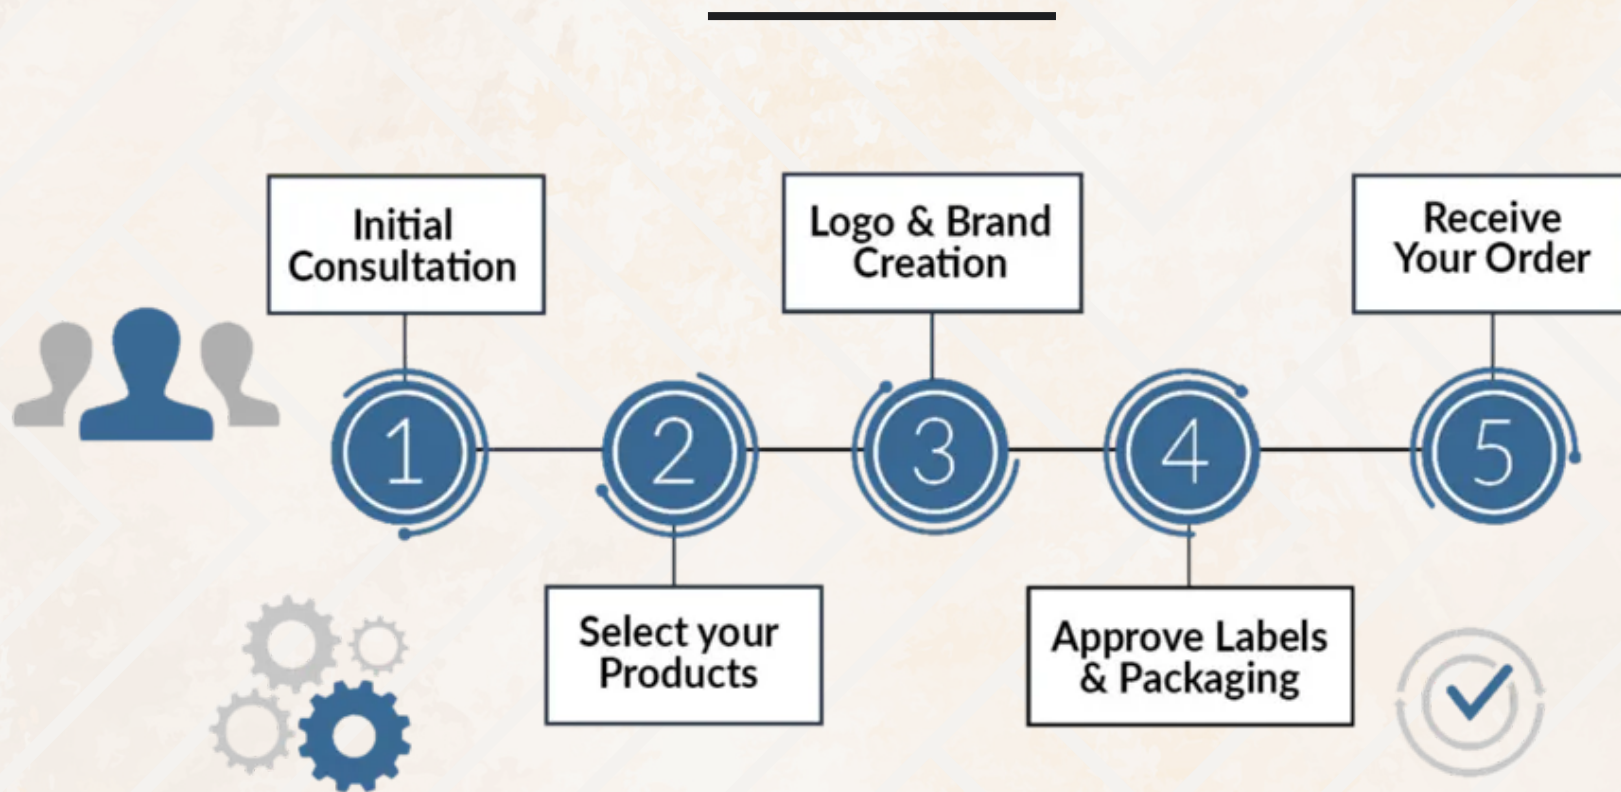 Initial
Consultation
1
Select your
Products
2
Logo & Brand
Creation
3
Approve Labels
& Packaging
4
Receive
Your Order
5